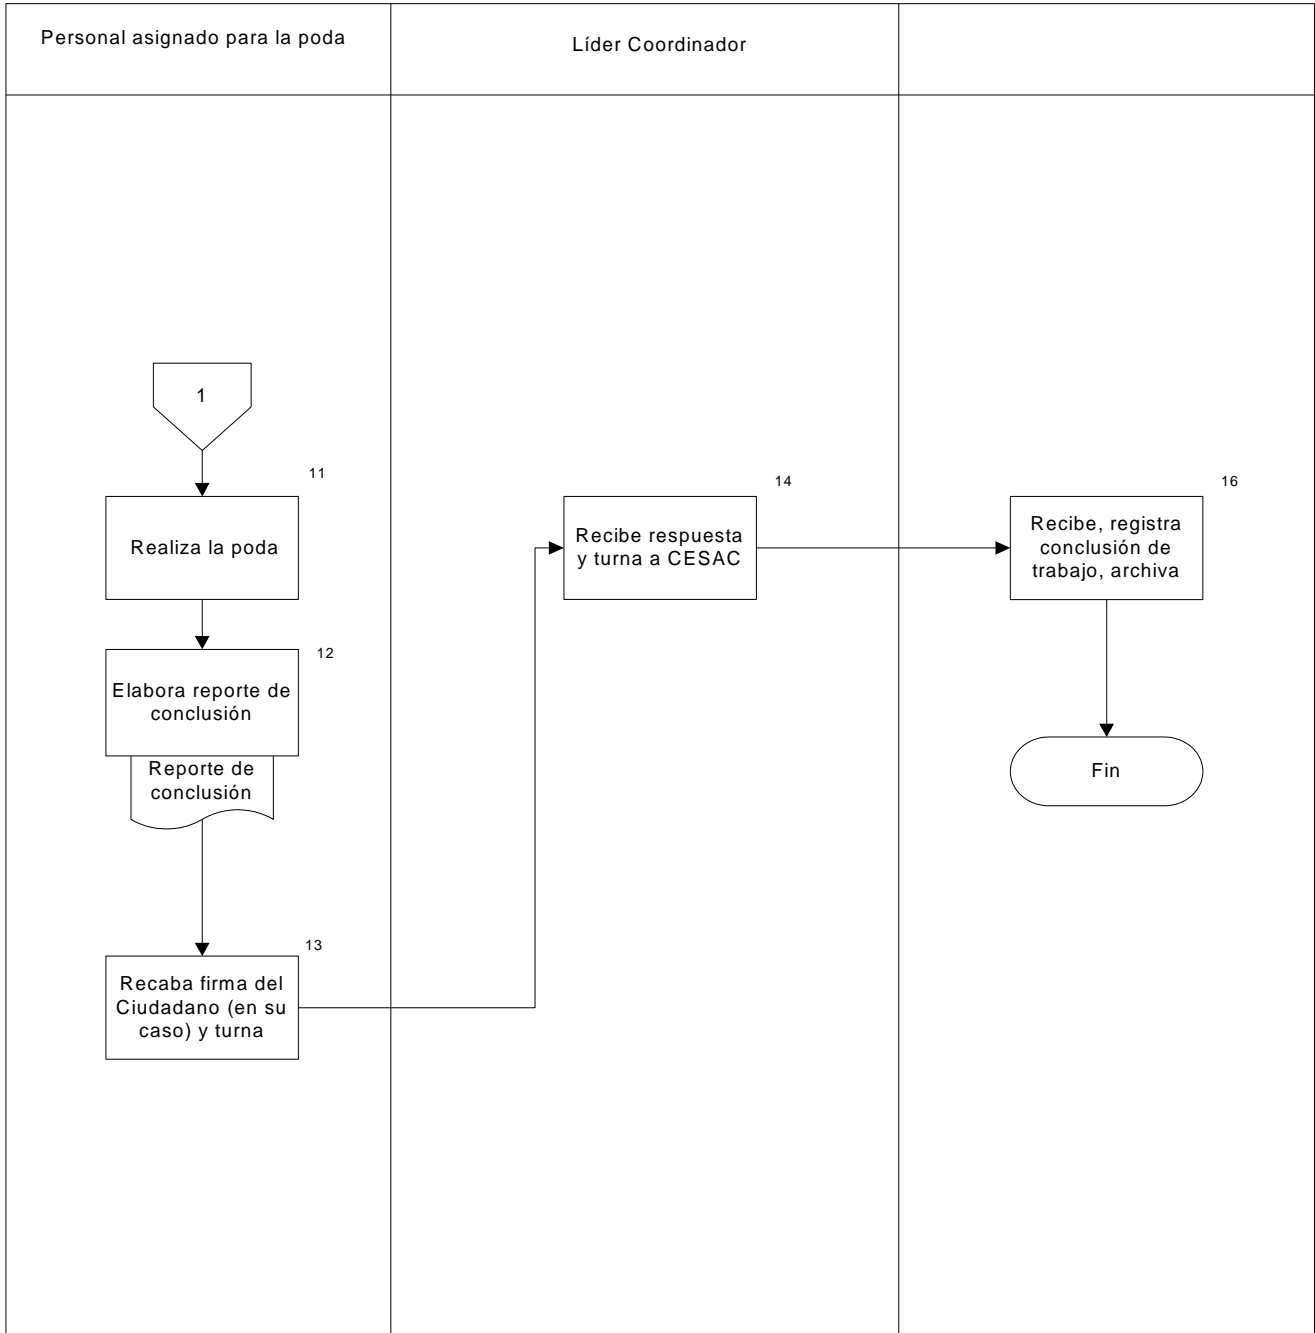 Personal asignado para la poda
Líder Coordinador
1
11
Realiza la poda
12
Elabora reporte de
conclusión
Reporte de
conclusión
13
Recaba firma del
Ciudadano (en su
caso) y turna
14
Recibe respuesta
y turna a CESAC
16
Recibe, registra
conclusión de
trabajo, archiva
Fin